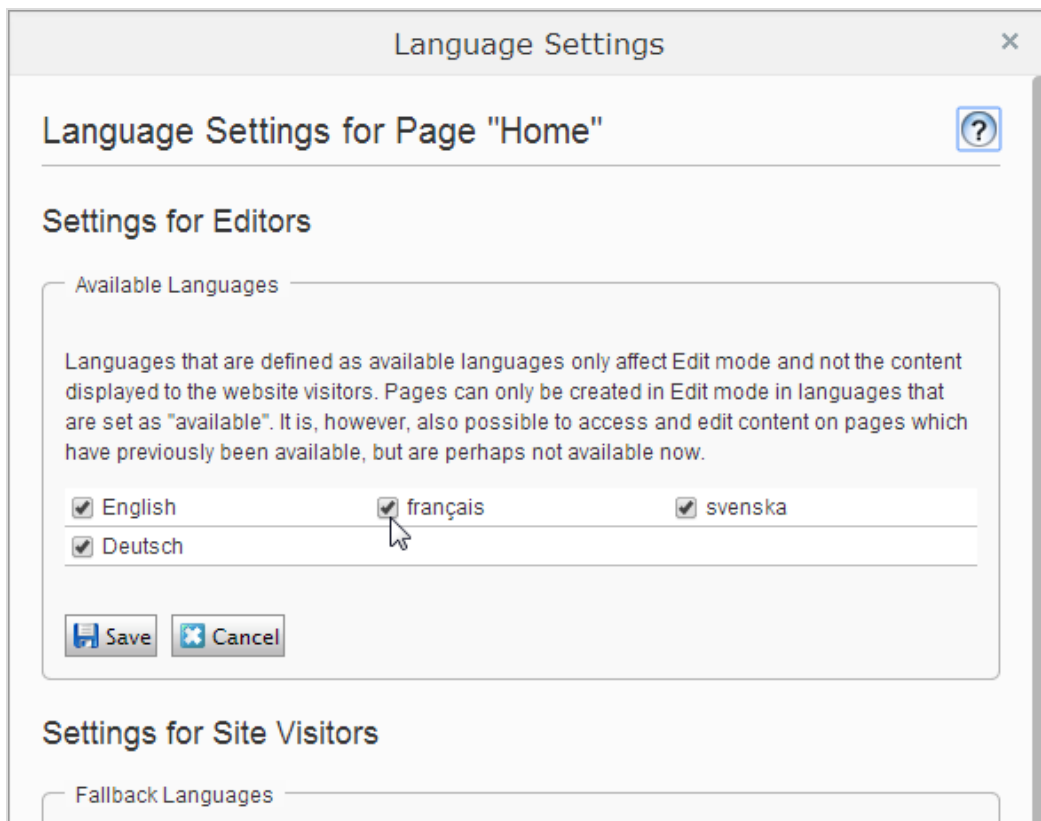 Language Settings
Language Settings for Page "Home"
Settings for Editors
Available Languages
Languages that are defined as available languages only affect Edit mode and not the content
displayed to the website visitors. Pages can only be created in Edit mode in languages that
are set as "available". It is, however, also possible to access and edit content on pages which
have previously been available, but are perhaps not available now.
English français svenska
Deutsch
Save Cancel
Settings for Site Visitors
Fallback Languages